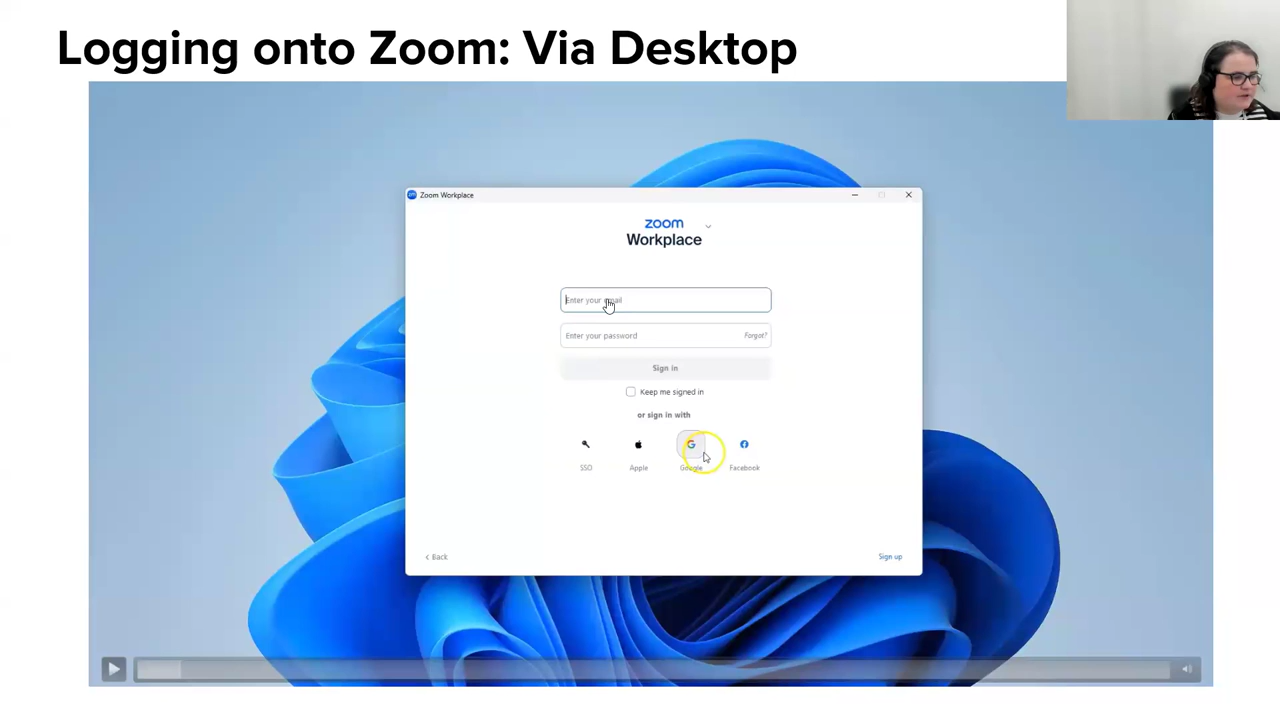 Logging onto Zoom: Via Desktop
Zoom Workplace
zoom
Workplace
Enter your email
Enter your password Forgot?
Sign in
Keep me signed in
or sign in with
SSO Apple Google Facebook
Back Sign up